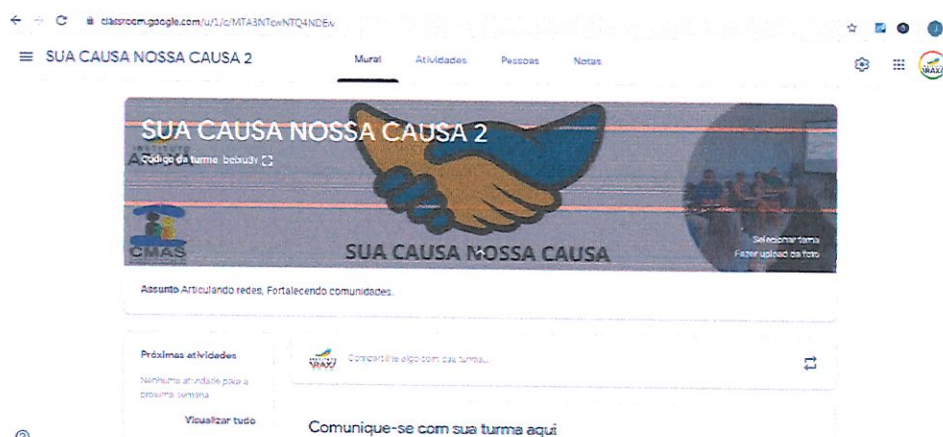 classroom.google.com/u/1/c/
SUA CAUSA NOSSA CAUSA 2
Mural Atividades Pessoas Notas
SUA CAUSA NOSSA CAUSA 2
INSTITUTO
Código da turma beixu3v
CMAS
SUA CAUSA NOSSA CAUSA
Selecionar tema
Fazer upload da foto
Assunto Articulando redes, Fortalecendo comunidades.
Próximas atividades
Compartilhe algo com sua turma...
Nenhuma atividade para a
próxima semana
Visualizar tudo
Comunique-se com sua turma aqui